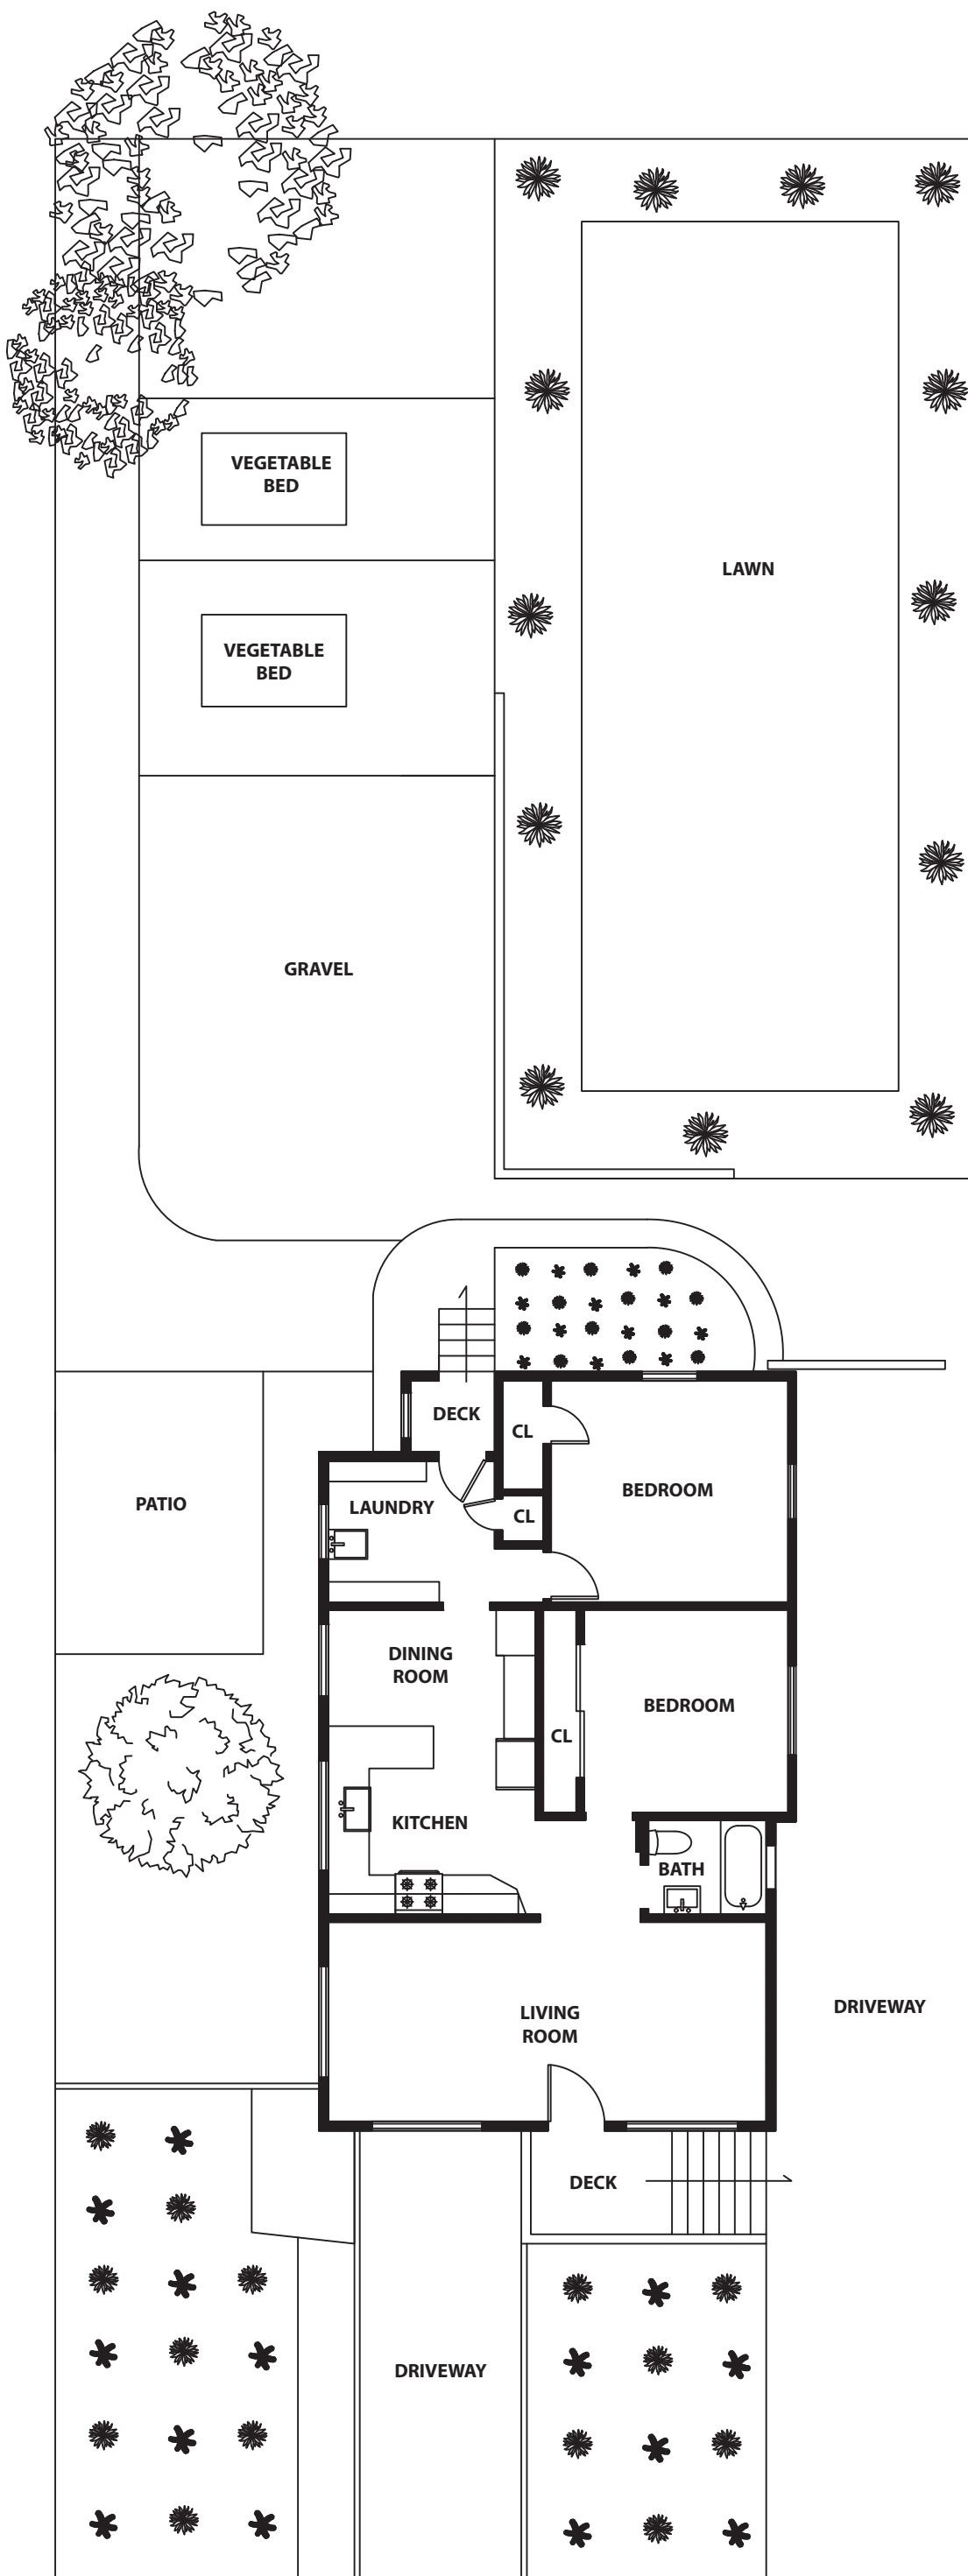 VEGETABLE
BED
LAWN
VEGETABLE
BED
GRAVEL
DECK
CL
BEDROOM
PATIO
LAUNDRY
CL
DINING
ROOM
BEDROOM
CL
KITCHEN
BATH
LIVING
ROOM
DRIVEWAY
DECK
DRIVEWAY